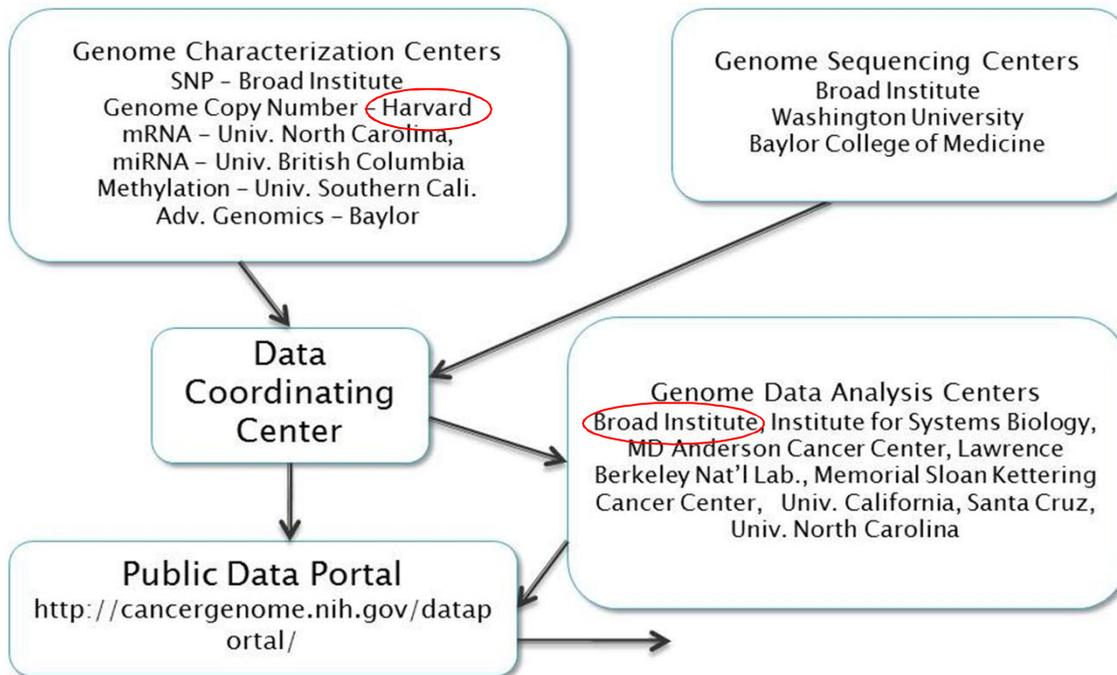 Genome Characterization Centers
SNP – Broad Institute
Genome Copy Number – Harvard
mRNA – Univ. North Carolina,
miRNA – Univ. British Columbia
Methylation – Univ. Southern Cali.
Adv. Genomics – Baylor
Genome Sequencing Centers
Broad Institute
Washington University
Baylor College of Medicine
Data
Coordinating
Center
Genome Data Analysis Centers
Broad Institute, Institute for Systems Biology,
MD Anderson Cancer Center, Lawrence
Berkeley Nat'l Lab., Memorial Sloan Kettering
Cancer Center, Univ. California, Santa Cruz,
Univ. North Carolina
Public Data Portal
http://cancergenome.nih.gov/datap
ortal/